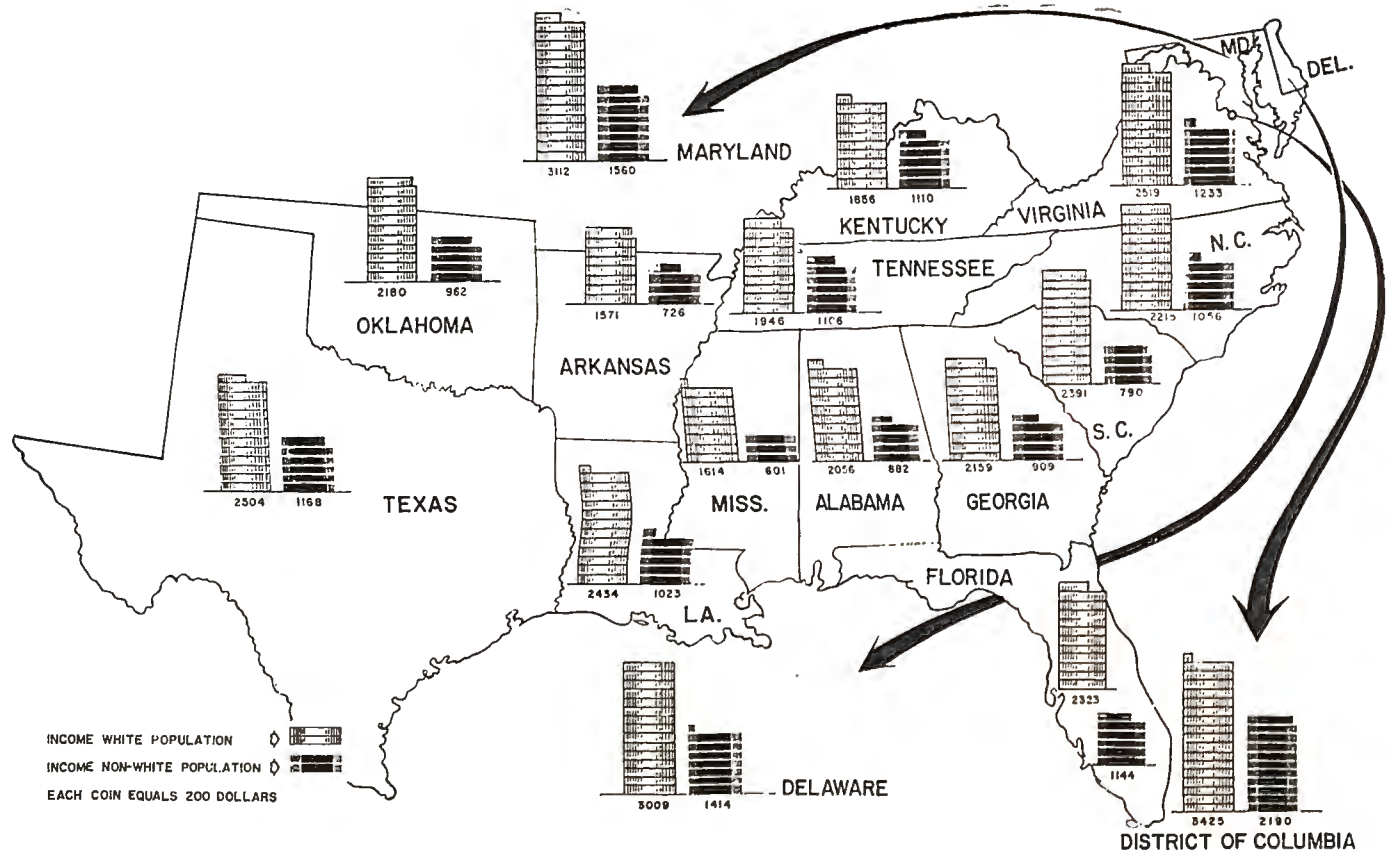 MD.
DEL.
3112 1560
MARYLAND
1110
KENTUCKY
2519 1233
VIRGINIA
2180 962
OKLAHOMA
1571 726
ARKANSAS
1946 1106
TENNESSEE
N.C.
2215 1056
2391 790
S.C.
1168
TEXAS
1614 601
MISS.
2056 882
ALABAMA
2159 909
GEORGIA
2434 1023
LA.
FLORIDA
2323
1144
INCOME WHITE POPULATION
INCOME NON-WHITE POPULATION
EACH COIN EQUALS 200 DOLLARS
3009 1414
DELAWARE
3425 2190
DISTRICT OF COLUMBIA